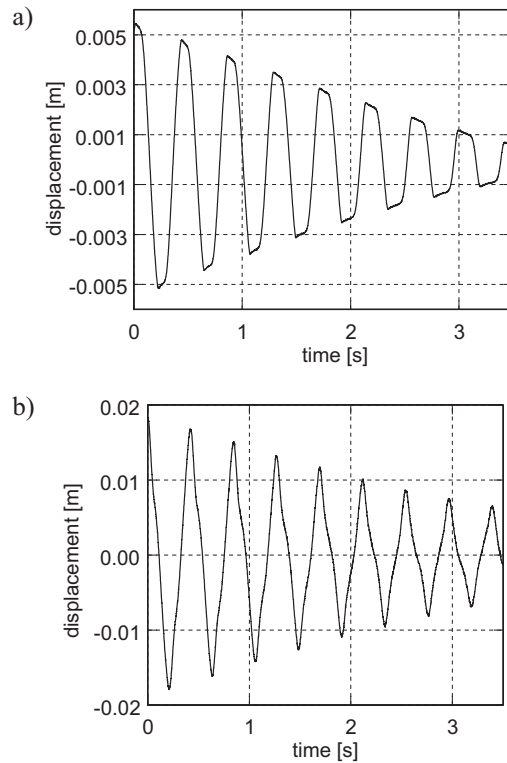 a)
0.005
0.003
0.001
-0.001
-0.003
-0.005
displacement [m]
0 1 2 3
time [s]
b)
0.02
0.01
0.00
-0.01
-0.02
displacement [m]
0 1 2 3
time [s]